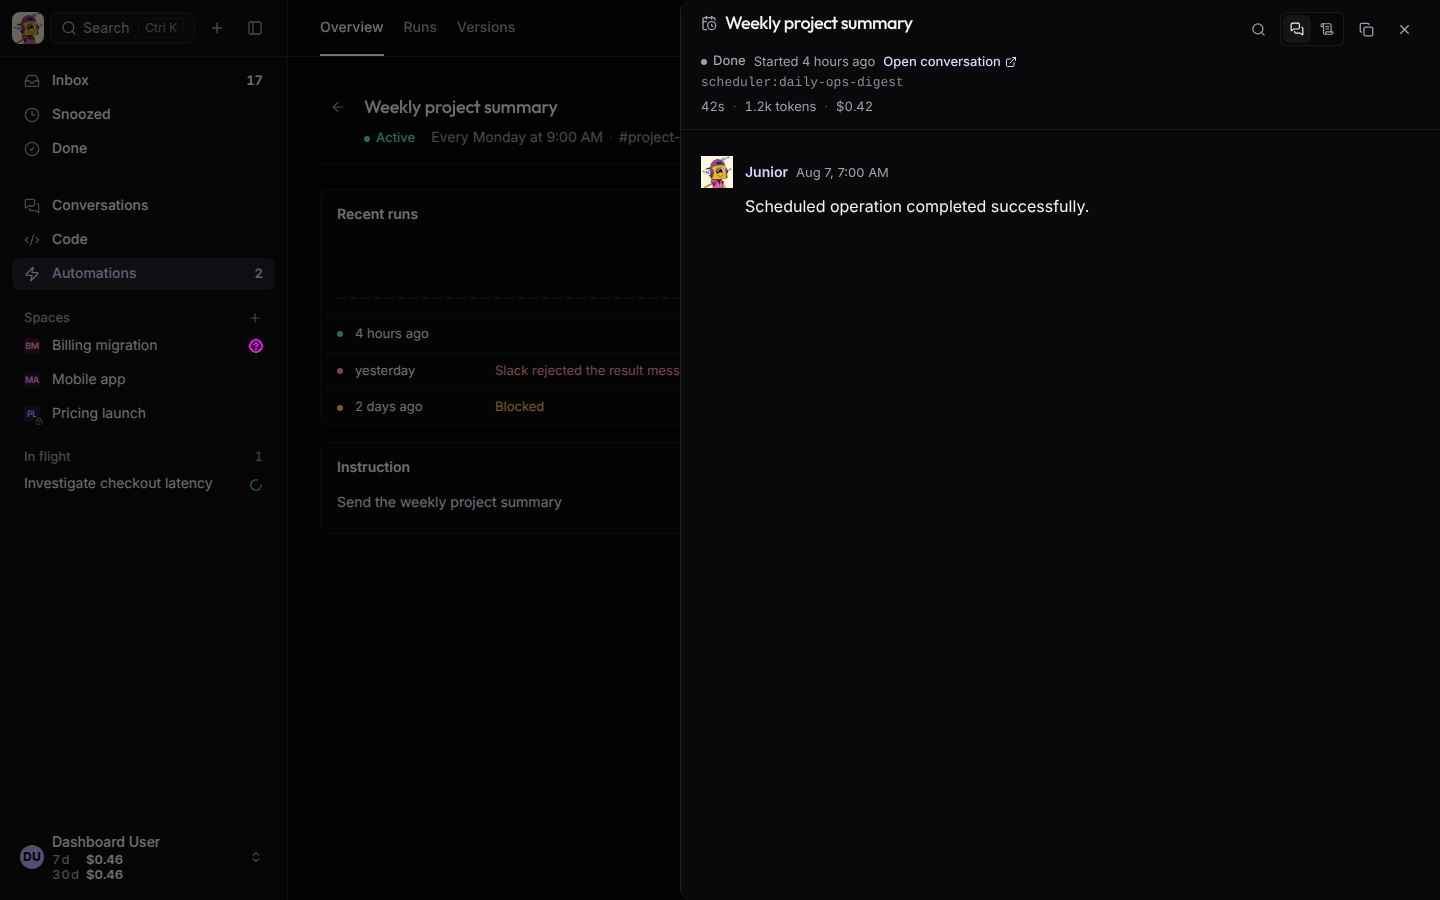 Search Ctrl K
Inbox 17
Snoozed
Done
Conversations
Code
Automations 2
Spaces
BM Billing migration
MA Mobile app
PL Pricing launch
In flight 1
Investigate checkout latency
DU Dashboard User
7d $0.46
30d $0.46
Overview Runs Versions
Weekly project summary
Active Every Monday at 9:00 AM · #project-
Recent runs
4 hours ago
yesterday Slack rejected the result mess
2 days ago Blocked
Instruction
Send the weekly project summary
Weekly project summary
Done Started 4 hours ago Open conversation
scheduler:daily-ops-digest
42s · 1.2k tokens · $0.42
Junior Aug 7, 7:00 AM
Scheduled operation completed successfully.